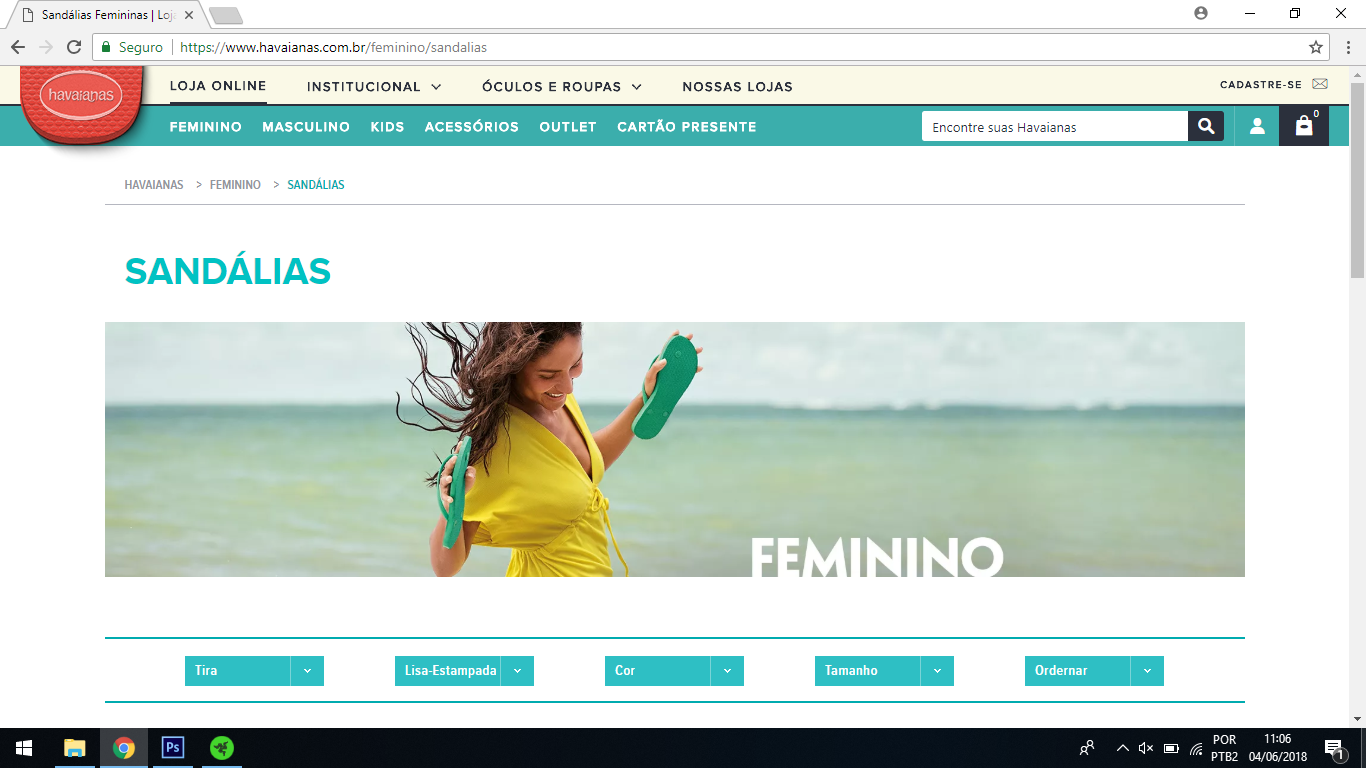 Sandálias Femininas | Loj
Seguro
https://www.havaianas.com.br/feminino/sandalias
havaianas
LOJA ONLINE
INSTITUCIONAL
ÓCULOS E ROUPAS
NOSSAS LOJAS
CADASTRE-SE
FEMININO
MASCULINO
KIDS
ACESSÓRIOS
OUTLET
CARTÃO PRESENTE
Encontre suas Havaianas
0
HAVAIANAS > FEMININO > SANDÁLIAS
SANDÁLIAS
FEMININO
Tira
Lisa-Estampada
Cor
Tamanho
Ordernar
Ps
POR
PTB2
11:06
04/06/2018
1